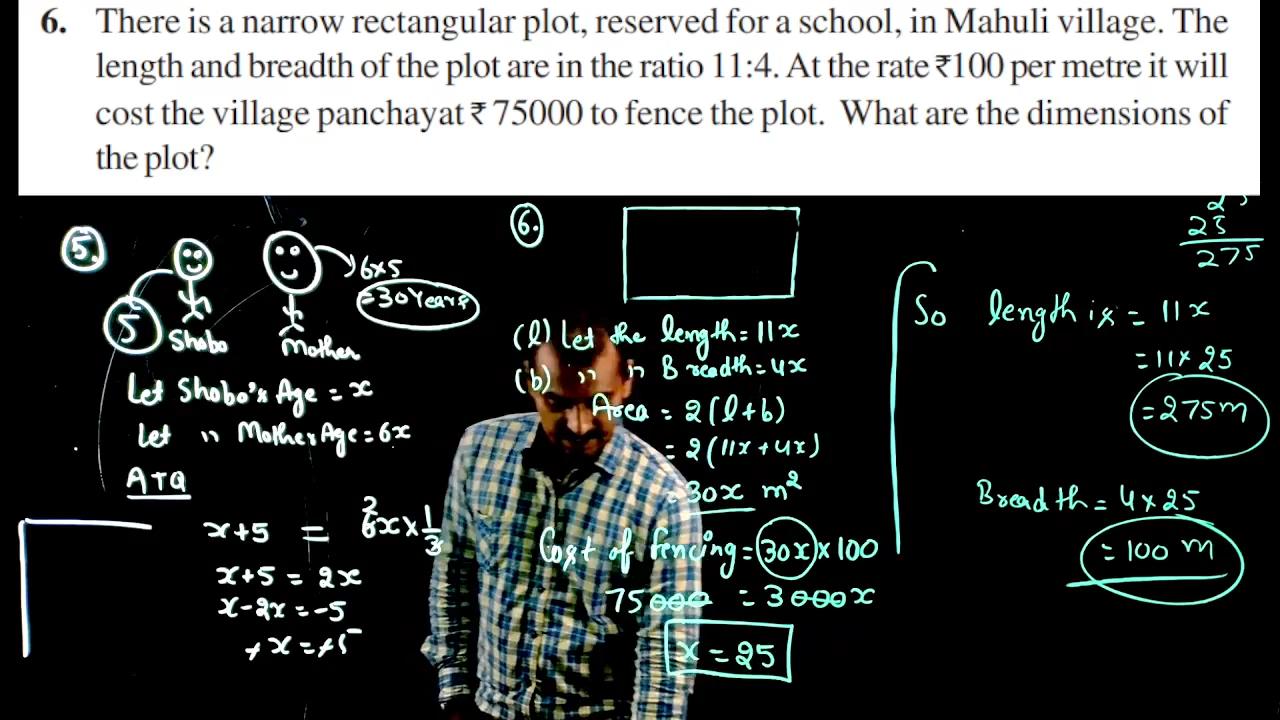 6. There is a narrow rectangular plot, reserved for a school, in Mahuli village. The
length and breadth of the plot are in the ratio 11:4. At the rate ₹100 per metre it will
cost the village panchayat ₹ 75000 to fence the plot. What are the dimensions of
the plot?
5.
6x5
=30 Years
5
Shobo
Mother
Let Shobo's Age = x
Let " Mother Age = 6x
ATQ
x+5 = 6x × 1/3
2
x+5 = 2x
x-2x = -5
+x = +5
6.
(l) Let the length = 11x
(b) " " Breadth = 4x
Area = 2(l+b)
= 2(11x+4x)
= 30x m²
Cost of fencing = 30x × 100
75000 = 3000x
x = 25
25
275
So length is = 11x
= 11× 25
= 275m
Breadth = 4 × 25
= 100 m